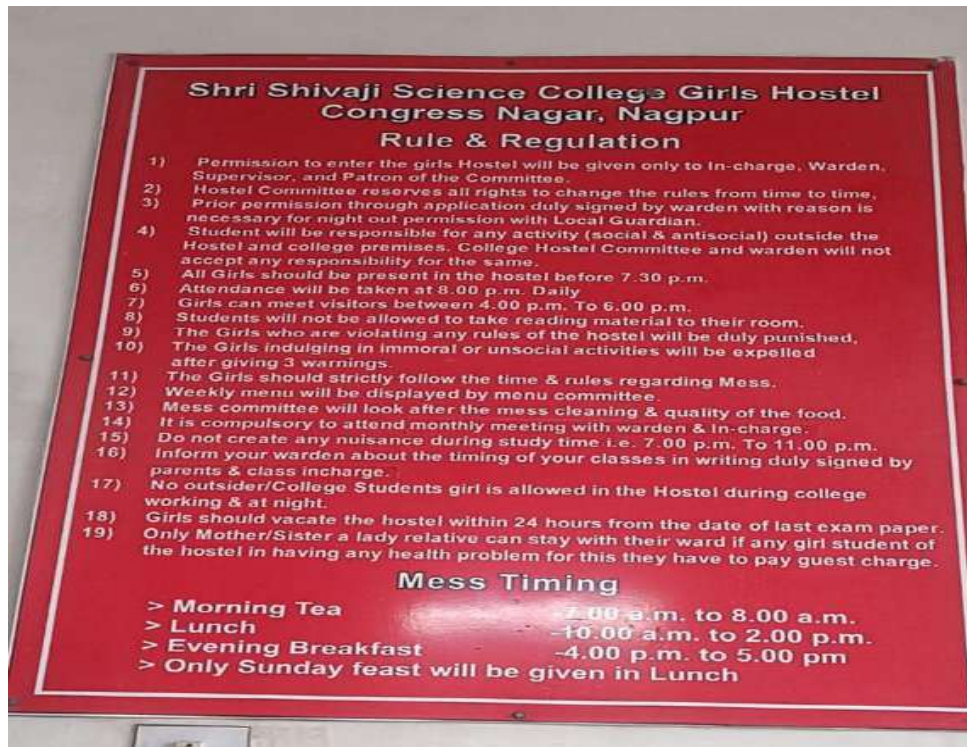 Shri Shivaji Science College Girls Hostel
Congress Nagar, Nagpur
Rule & Regulation
1) Permission to enter the girls Hostel will be given only to In-charge, Warden,
Supervisor, and Patron of the Committee.
2) Hostel Committee reserves all rights to change the rules from time to time,
3) Prior permission through application duly signed by warden with reason is
necessary for night out permission with Local Guardian.
4) Student will be responsible for any activity (social & antisocial) outside the
Hostel and college premises. College Hostel Committee and warden will not
accept any responsibility for the same.
5) All Girls should be present in the hostel before 7.30 p.m.
6) Attendance will be taken at 8.00 p.m. Daily
7) Girls can meet visitors between 4.00 p.m. To 6.00 p.m.
8) Students will not be allowed to take reading material to their room.
9) The Girls who are violating any rules of the hostel will be duly punished,
10) The Girls indulging in immoral or unsocial activities will be expelled
after giving 3 warnings.
11) The Girls should strictly follow the time & rules regarding Mess.
12) Weekly menu will be displayed by menu committee.
13) Mess committee will look after the mess cleaning & quality of the food.
14) It is compulsory to attend monthly meeting with warden & In-charge.
15) Do not create any nuisance during study time i.e. 7.00 p.m. To 11.00 p.m.
16) Inform your warden about the timing of your classes in writing duly signed by
parents & class incharge.
17) No outsider/College Students girl is allowed in the Hostel during college
working & at night.
18) Girls should vacate the hostel within 24 hours from the date of last exam paper.
19) Only Mother/Sister a lady relative can stay with their ward if any girl student of
the hostel in having any health problem for this they have to pay guest charge.
Mess Timing
> Morning Tea -7.00 a.m. to 8.00 a.m.
> Lunch -10.00 a.m. to 2.00 p.m.
> Evening Breakfast -4.00 p.m. to 5.00 pm
> Only Sunday feast will be given in Lunch